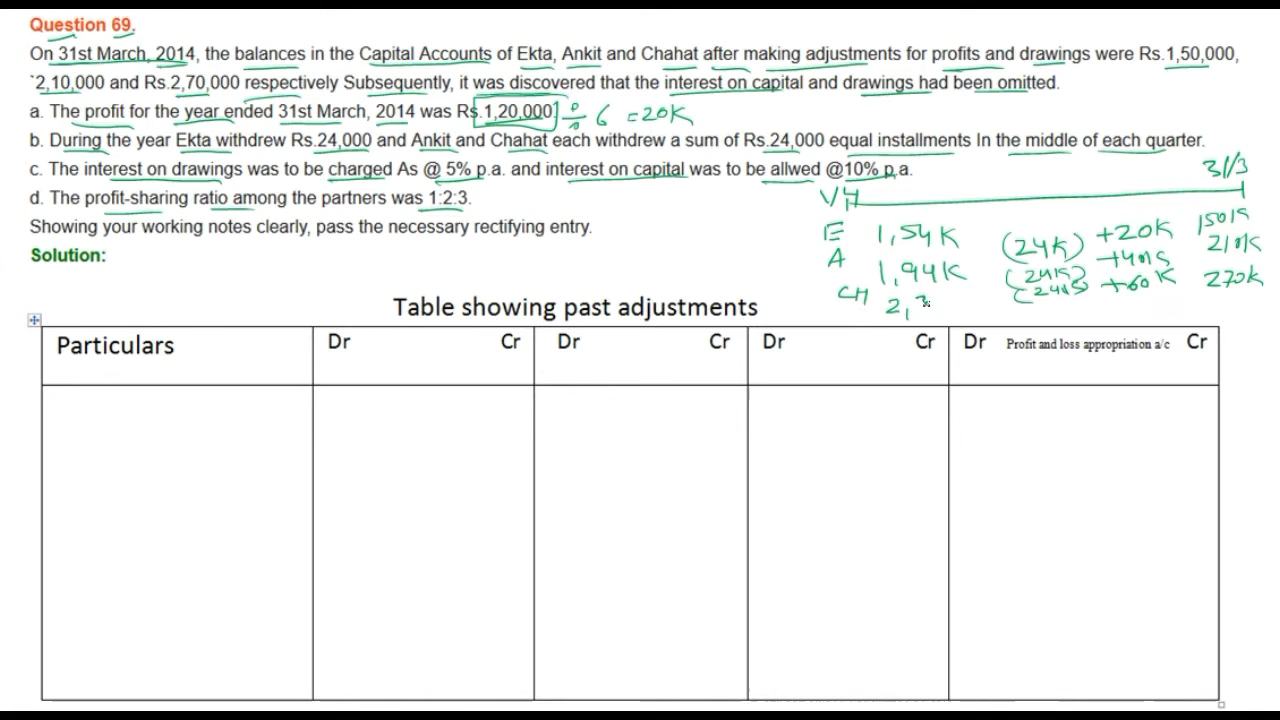 Question 69.
On 31st March, 2014, the balances in the Capital Accounts of Ekta, Ankit and Chahat after making adjustments for profits and drawings were Rs.1,50,000,
`2,10,000 and Rs.2,70,000 respectively Subsequently, it was discovered that the interest on capital and drawings had been omitted.
a. The profit for the year ended 31st March, 2014 was Rs.1,20,000. ÷ 6 = 20K
b. During the year Ekta withdrew Rs.24,000 and Ankit and Chahat each withdrew a sum of Rs.24,000 equal installments In the middle of each quarter.
c. The interest on drawings was to be charged As @ 5% p.a. and interest on capital was to be allwed @10% p.a.
31/3
d. The profit-sharing ratio among the partners was 1:2:3.
1/4
Showing your working notes clearly, pass the necessary rectifying entry.
E 1,54K (24K) +20K 150K
Solution:
A 1,94K (24K) +40K 210K
CH 2,3 (24K) +60K 270K
Table showing past adjustments
Particulars Dr Cr Dr Cr Dr Cr Dr Profit and loss appropriation a/c Cr